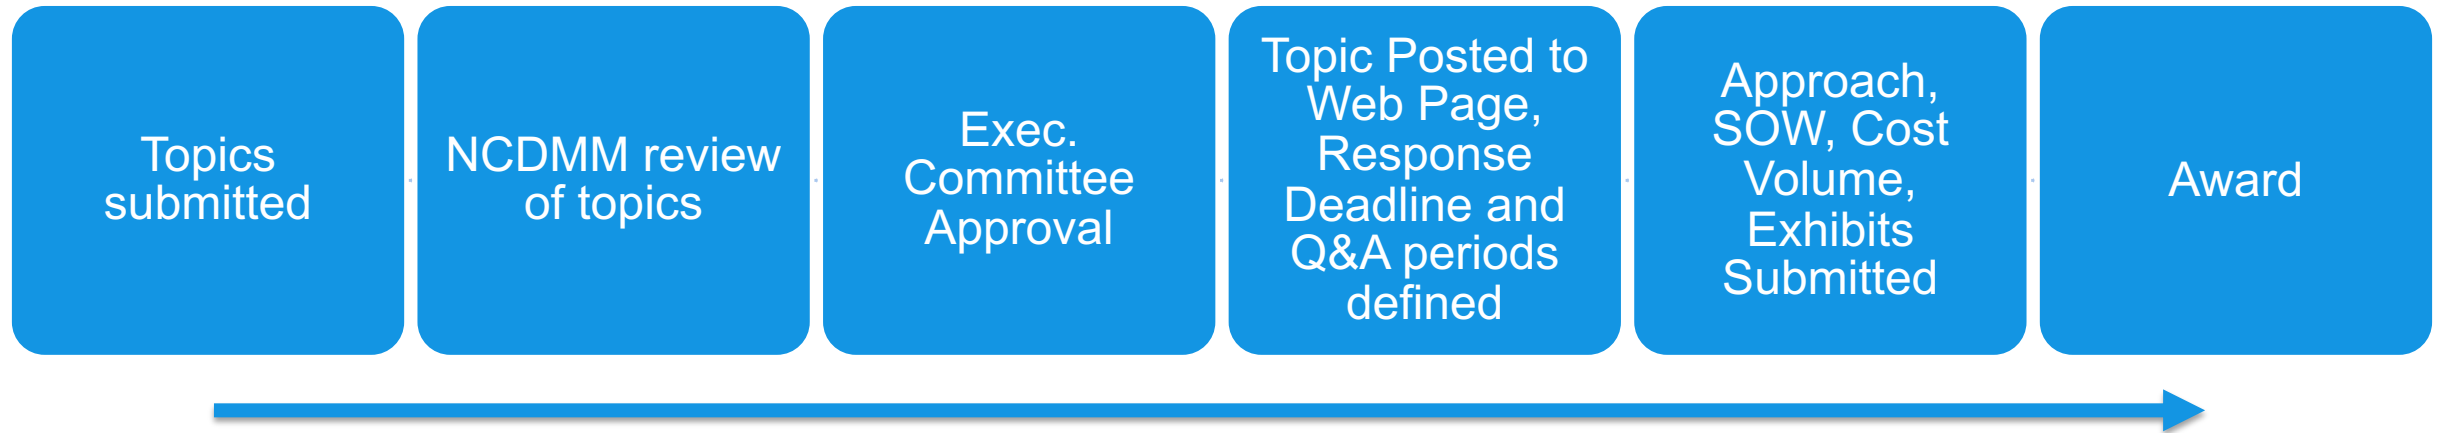 Topics
submitted
NCDMM review
of topics
Exec.
Committee
Approval
Topic Posted to
Web Page,
Response
Deadline and
Q&A periods
defined
Approach,
SOW, Cost
Volume,
Exhibits
Submitted
Award